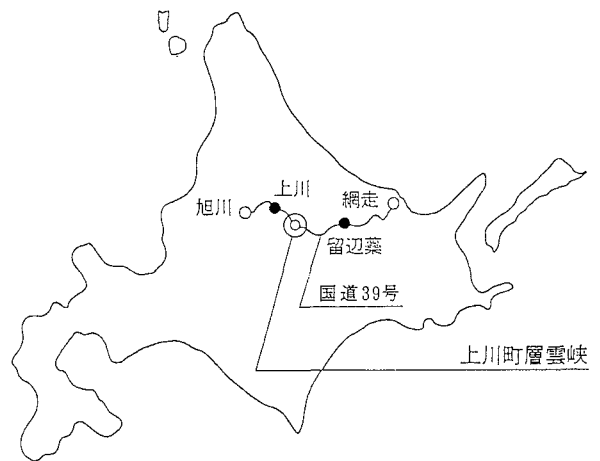 上川
網走
旭川
留辺蘂
国道39号
上川町層雲峡